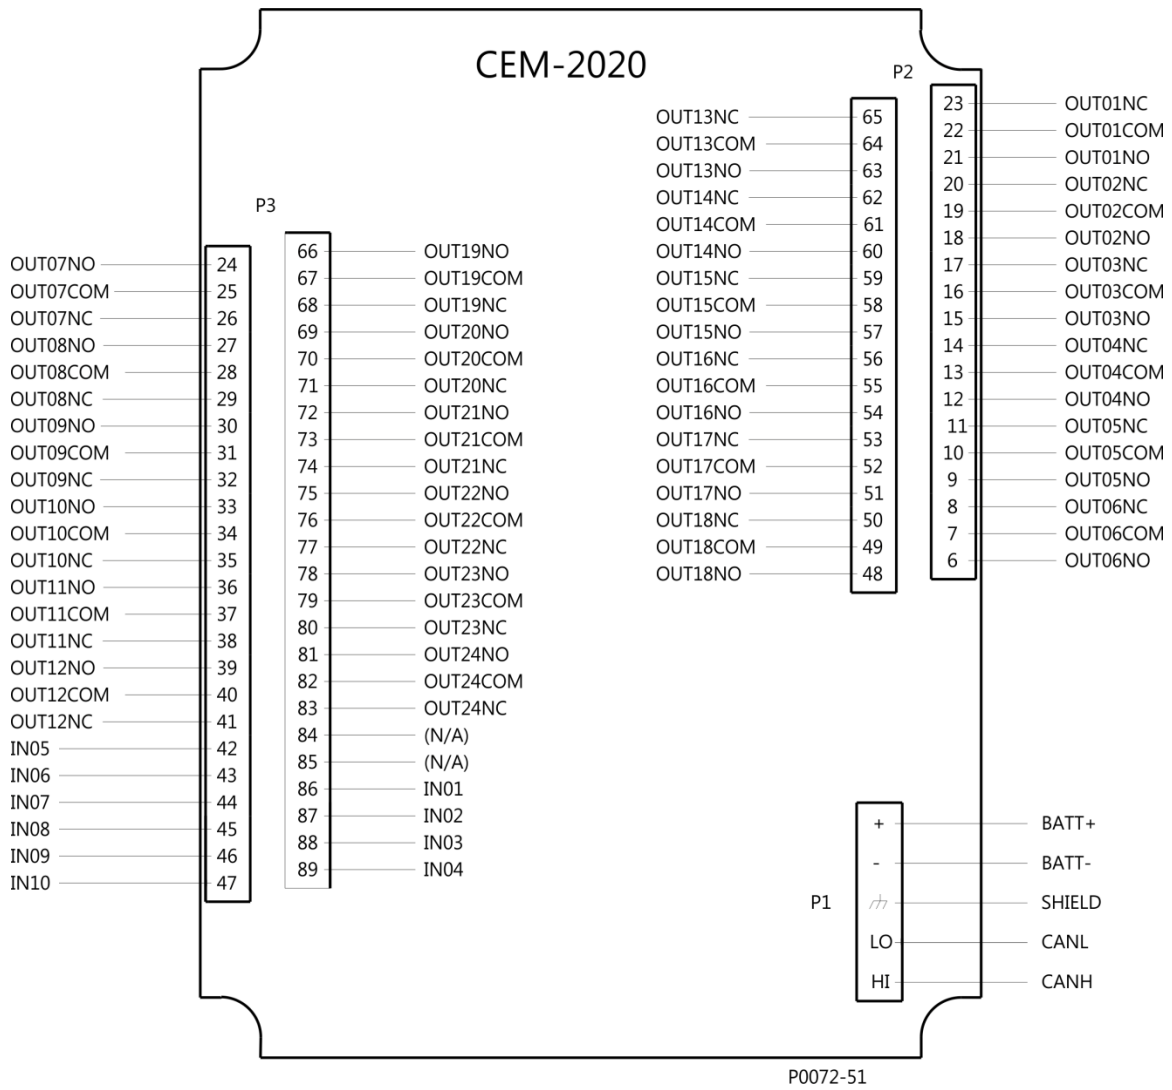 CEM-2020
P2
65 OUT13NC
64 OUT13COM
63 OUT13NO
62 OUT14NC
61 OUT14COM
60 OUT14NO
59 OUT15NC
58 OUT15COM
57 OUT15NO
56 OUT16NC
55 OUT16COM
54 OUT16NO
53 OUT17NC
52 OUT17COM
51 OUT17NO
50 OUT18NC
49 OUT18COM
48 OUT18NO
23 OUT01NC
22 OUT01COM
21 OUT01NO
20 OUT02NC
19 OUT02COM
18 OUT02NO
17 OUT03NC
16 OUT03COM
15 OUT03NO
14 OUT04NC
13 OUT04COM
12 OUT04NO
11 OUT05NC
10 OUT05COM
9 OUT05NO
8 OUT06NC
7 OUT06COM
6 OUT06NO
P3
OUT07NO 24
OUT07COM 25
OUT07NC 26
OUT08NO 27
OUT08COM 28
OUT08NC 29
OUT09NO 30
OUT09COM 31
OUT09NC 32
OUT10NO 33
OUT10COM 34
OUT10NC 35
OUT11NO 36
OUT11COM 37
OUT11NC 38
OUT12NO 39
OUT12COM 40
OUT12NC 41
IN05 42
IN06 43
IN07 44
IN08 45
IN09 46
IN10 47
66 OUT19NO
67 OUT19COM
68 OUT19NC
69 OUT20NO
70 OUT20COM
71 OUT20NC
72 OUT21NO
73 OUT21COM
74 OUT21NC
75 OUT22NO
76 OUT22COM
77 OUT22NC
78 OUT23NO
79 OUT23COM
80 OUT23NC
81 OUT24NO
82 OUT24COM
83 OUT24NC
84 (N/A)
85 (N/A)
86 IN01
87 IN02
88 IN03
89 IN04
P1
+ BATT+
- BATT-
SHIELD
LO CANL
HI CANH
P0072-51